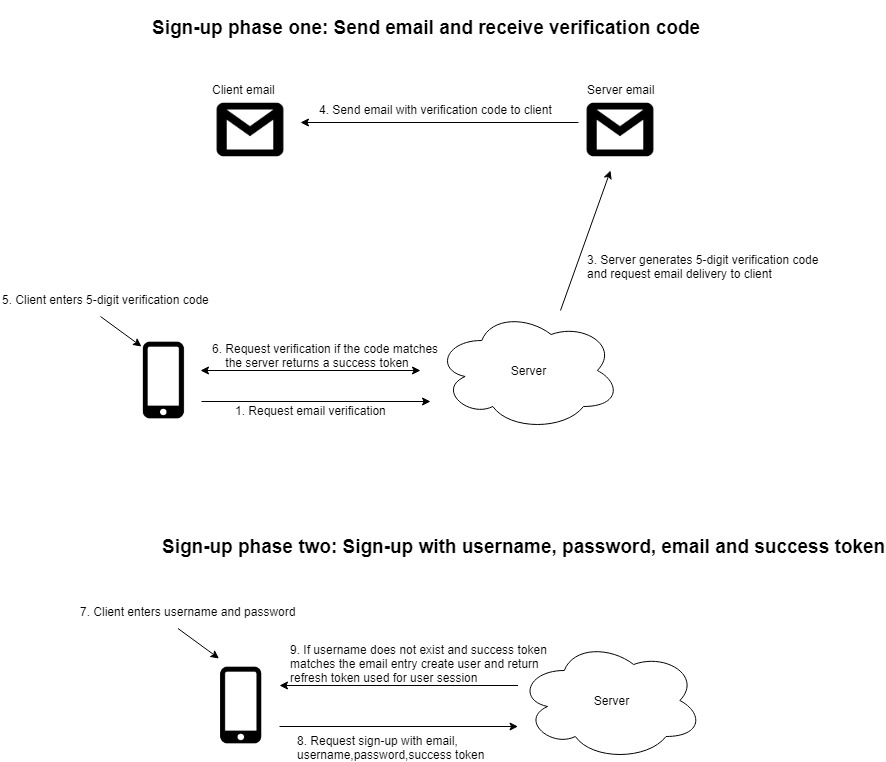 Sign-up phase one: Send email and receive verification code
Client email
Server email
4. Send email with verification code to client
3. Server generates 5-digit verification code
and request email delivery to client
5. Client enters 5-digit verification code
6. Request verification if the code matches
the server returns a success token
Server
1. Request email verification
Sign-up phase two: Sign-up with username, password, email and success token
7. Client enters username and password
9. If username does not exist and success token
matches the email entry create user and return
refresh token used for user session
Server
8. Request sign-up with email,
username,password,success token